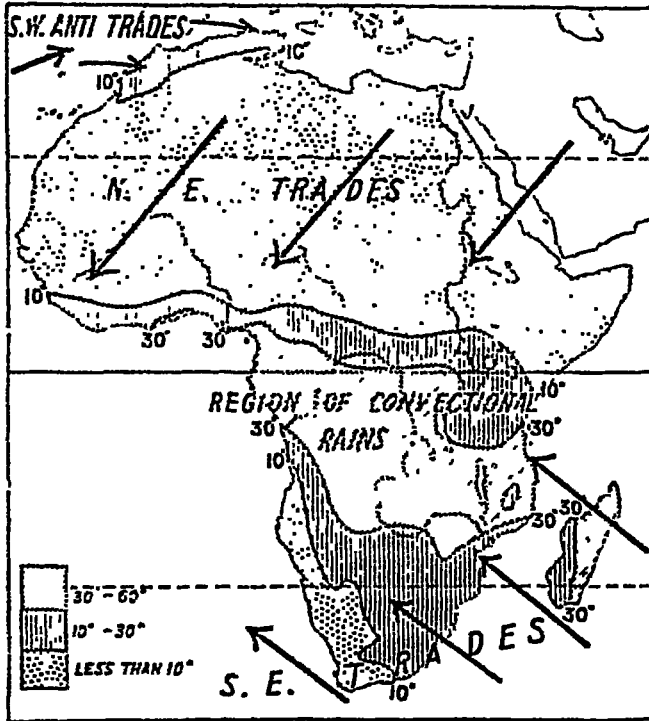 S.W. ANTI TRADES
10"
10"
N. E. TRADES
10"
30" 30"
10"
REGION OF CONVECTIONAL
RAINS
30"
30"
10"
30" 30"
30"
30"-60"
10"-30"
LESS THAN 10"
S. E. TRADES
10"